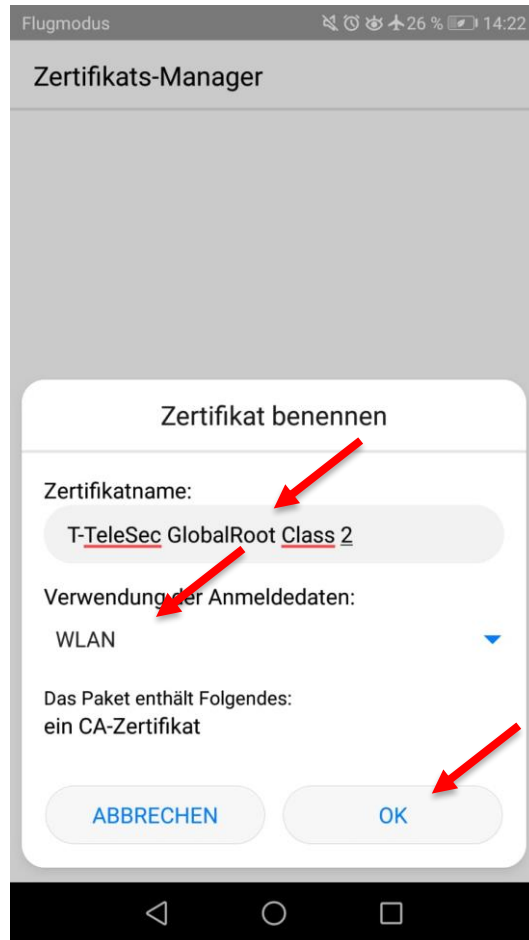 Flugmodus 26 % 14:22
Zertifikats-Manager
Zertifikat benennen
Zertifikatname:
T-TeleSec GlobalRoot Class 2
Verwendung der Anmeldedaten:
WLAN
Das Paket enthält Folgendes:
ein CA-Zertifikat
ABBRECHEN OK